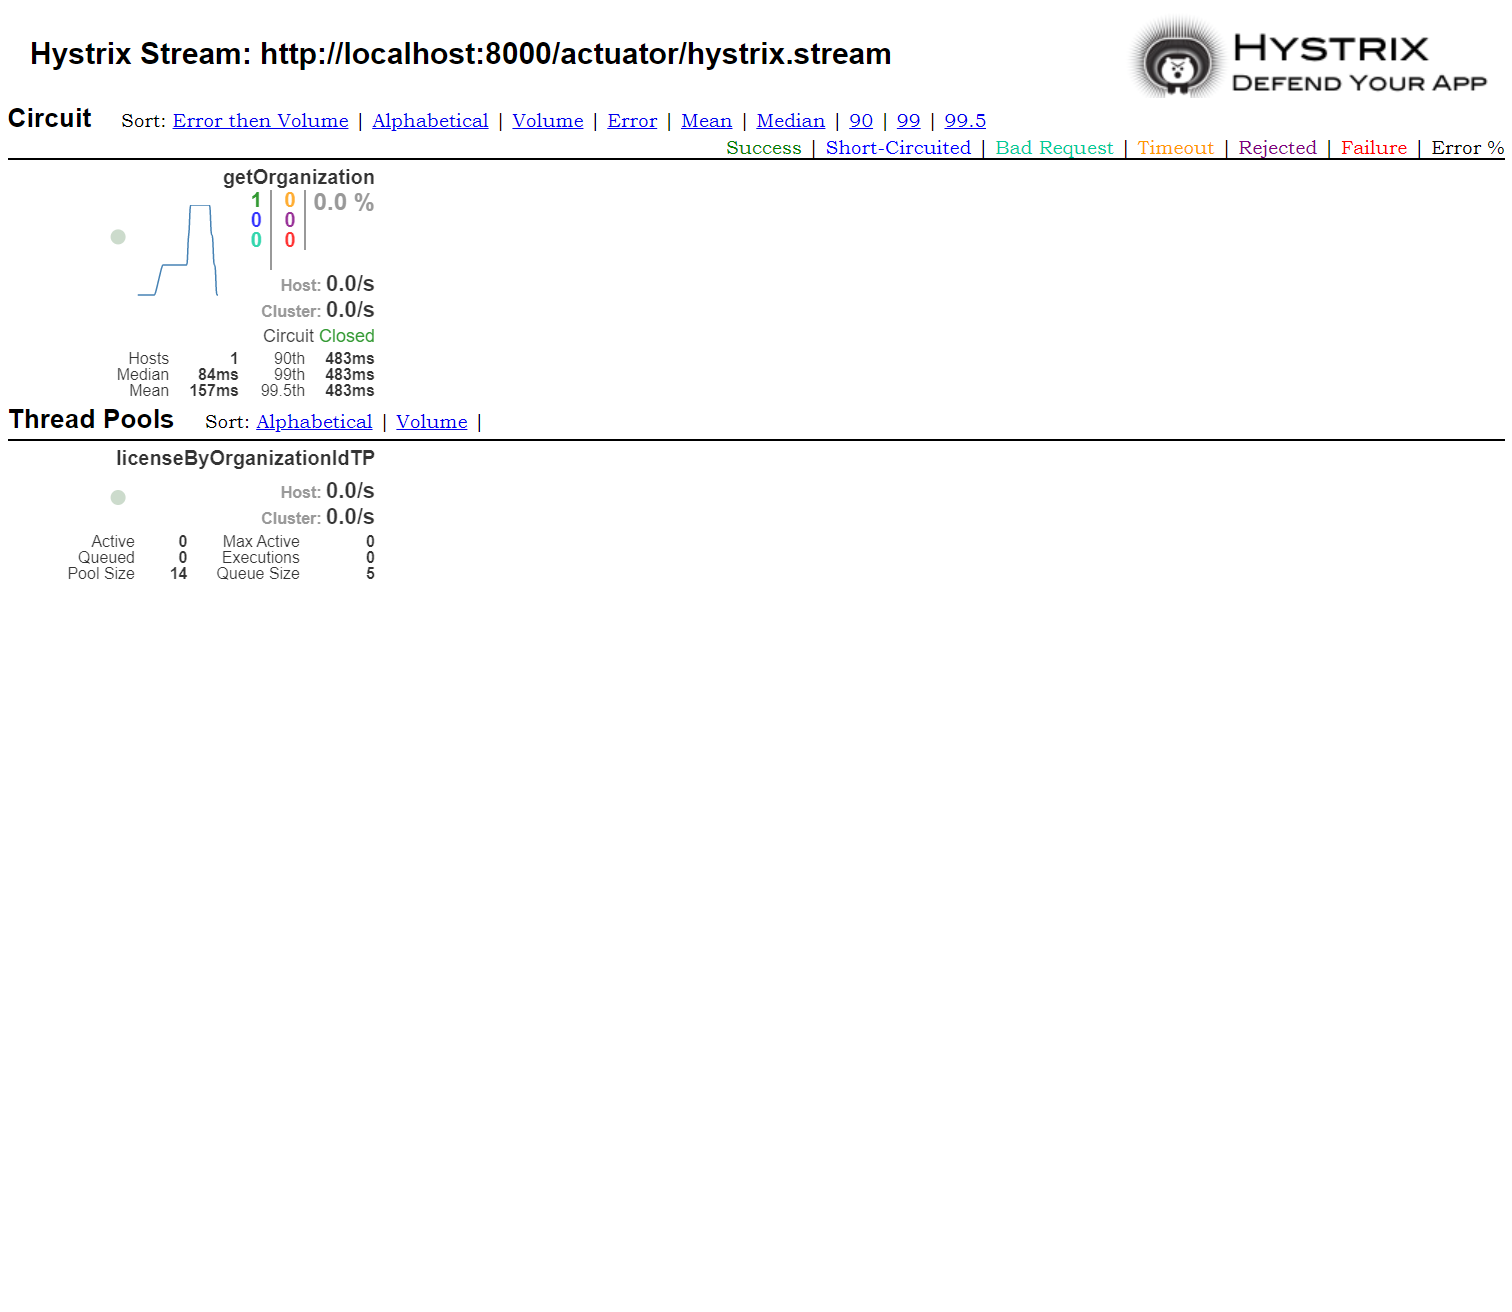 Hystrix Stream: http://localhost:8000/actuator/hystrix.stream
HYSTRIX
DEFEND YOUR APP
Circuit Sort: Error then Volume | Alphabetical | Volume | Error | Mean | Median | 90 | 99 | 99.5
Success | Short-Circuited | Bad Request | Timeout | Rejected | Failure | Error %
getOrganization
1 0 0.0 %
0 0
0 0
Host: 0.0/s
Cluster: 0.0/s
Circuit Closed
Hosts 1 90th 483ms
Median 84ms 99th 483ms
Mean 157ms 99.5th 483ms
Thread Pools Sort: Alphabetical | Volume |
licenseByOrganizationIdTP
Host: 0.0/s
Cluster: 0.0/s
Active 0 Max Active 0
Queued 0 Executions 0
Pool Size 14 Queue Size 5